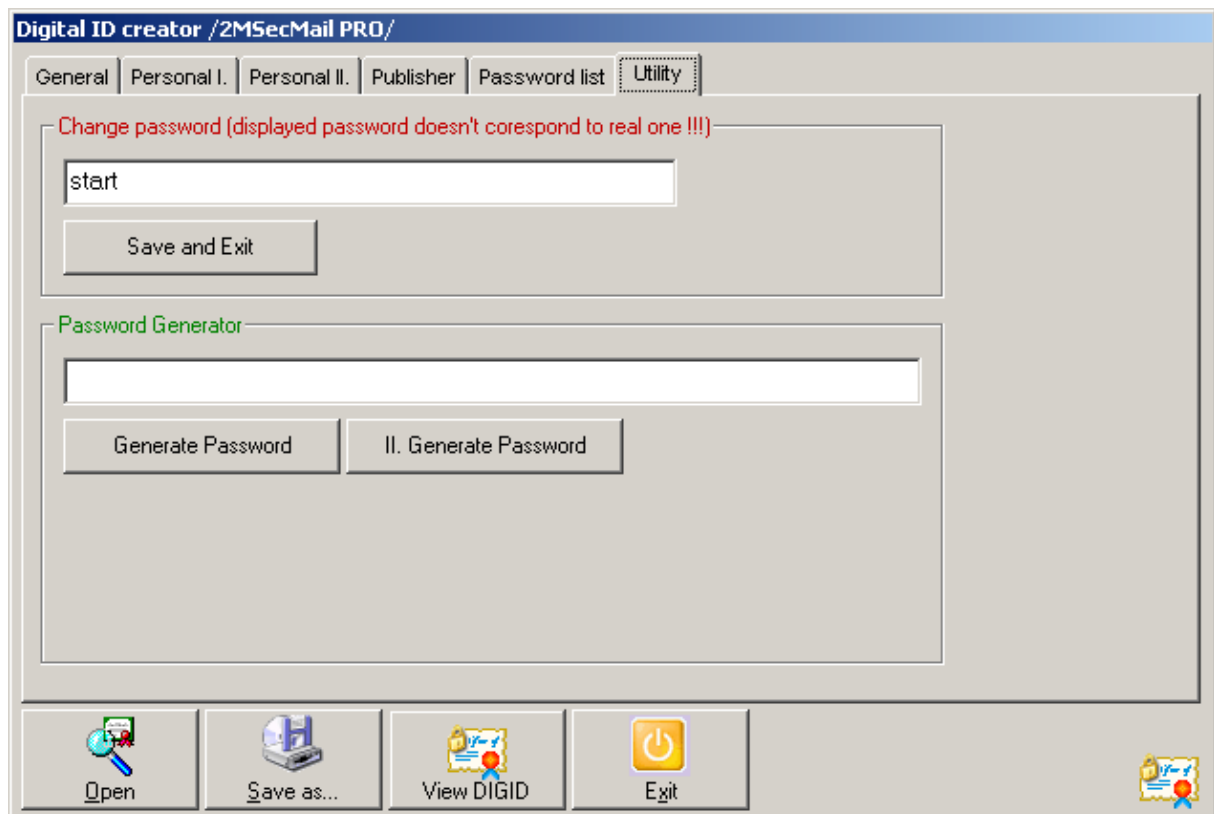 Digital ID creator /2MSecMail PRO/
General Personal I. Personal II. Publisher Password list Utility
Change password (displayed password doesn't corespond to real one !!!)
start
Save and Exit
Password Generator
Generate Password II. Generate Password
Open Save as... View DIGID Exit